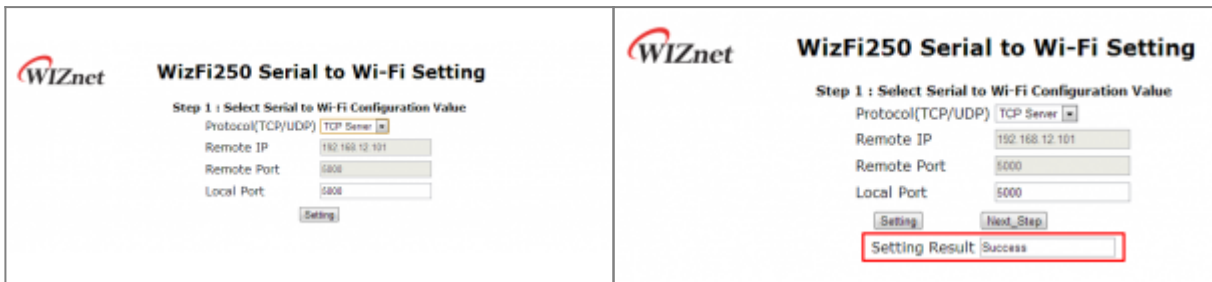 WIZnet
WizFi250 Serial to Wi-Fi Setting
Step 1 : Select Serial to Wi-Fi Configuration Value
Protocol(TCP/UDP) TCP Server
Remote IP 192.168.12.101
Remote Port 5000
Local Port 5000
Setting
WIZnet
WizFi250 Serial to Wi-Fi Setting
Step 1 : Select Serial to Wi-Fi Configuration Value
Protocol(TCP/UDP) TCP Server
Remote IP 192.168.12.101
Remote Port 5000
Local Port 5000
Setting Next_Step
Setting Result Success